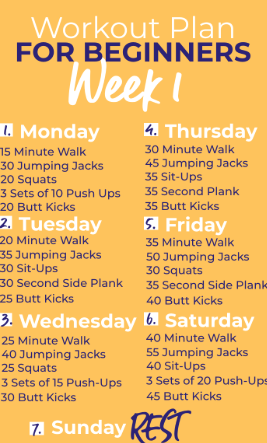 Workout Plan
FOR BEGINNERS
Week 1
1. Monday
15 Minute Walk
30 Jumping Jacks
20 Squats
3 Sets of 10 Push Ups
20 Butt Kicks
2. Tuesday
20 Minute Walk
35 Jumping Jacks
30 Sit-Ups
30 Second Side Plank
25 Butt Kicks
3. Wednesday
25 Minute Walk
40 Jumping Jacks
25 Squats
3 Sets of 15 Push-Ups
30 Butt Kicks
4. Thursday
30 Minute Walk
45 Jumping Jacks
35 Sit-Ups
35 Second Plank
35 Butt Kicks
5. Friday
35 Minute Walk
50 Jumping Jacks
30 Squats
35 Second Side Plank
40 Butt Kicks
6. Saturday
40 Minute Walk
55 Jumping Jacks
40 Sit-Ups
3 Sets of 20 Push-Ups
45 Butt Kicks
7. Sunday REST